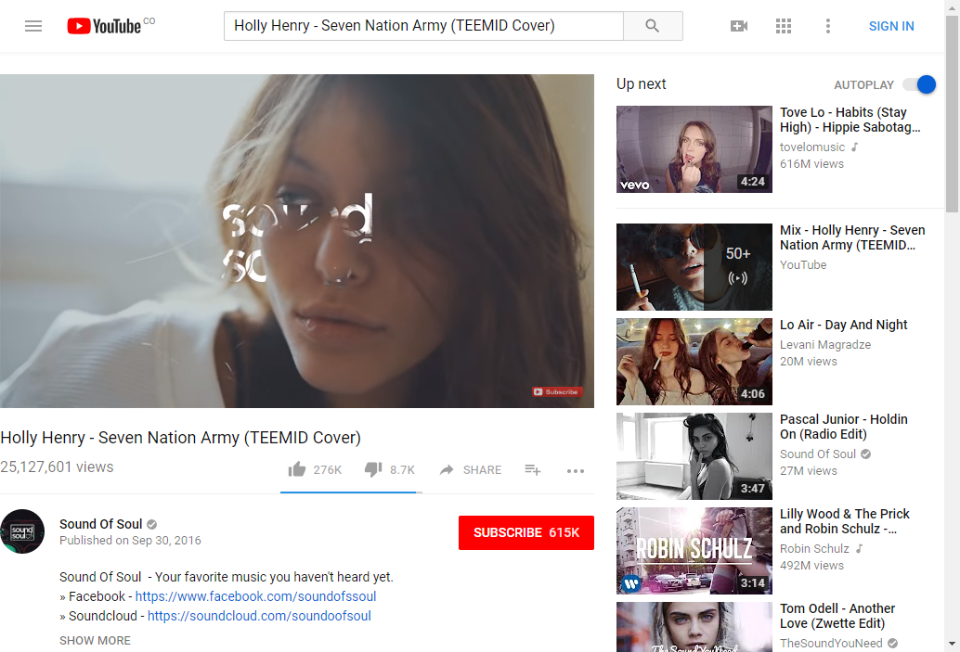 YouTube CO
Holly Henry - Seven Nation Army (TEEMID Cover)
SIGN IN
sound
so
Subscribe
Holly Henry - Seven Nation Army (TEEMID Cover)
25,127,601 views
276K
8.7K
SHARE
Sound Of Soul
Published on Sep 30, 2016
SUBSCRIBE 615K
sound
soul
Sound Of Soul - Your favorite music you haven't heard yet.
» Facebook - https://www.facebook.com/soundofssoul
» Soundcloud - https://soundcloud.com/soundoofsoul
SHOW MORE
Up next
AUTOPLAY
vevo
4:24
Tove Lo - Habits (Stay
High) - Hippie Sabotag...
tovelomusic
616M views
50+
Mix - Holly Henry - Seven
Nation Army (TEEMID...
YouTube
4:06
Lo Air - Day And Night
Levani Magradze
20M views
3:47
Pascal Junior - Holdin
On (Radio Edit)
Sound Of Soul
27M views
ROBIN SCHULZ
W
3:14
Lilly Wood & The Prick
and Robin Schulz -...
Robin Schulz
492M views
TheSoundYouNeed
Tom Odell - Another
Love (Zwette Edit)
TheSoundYouNeed